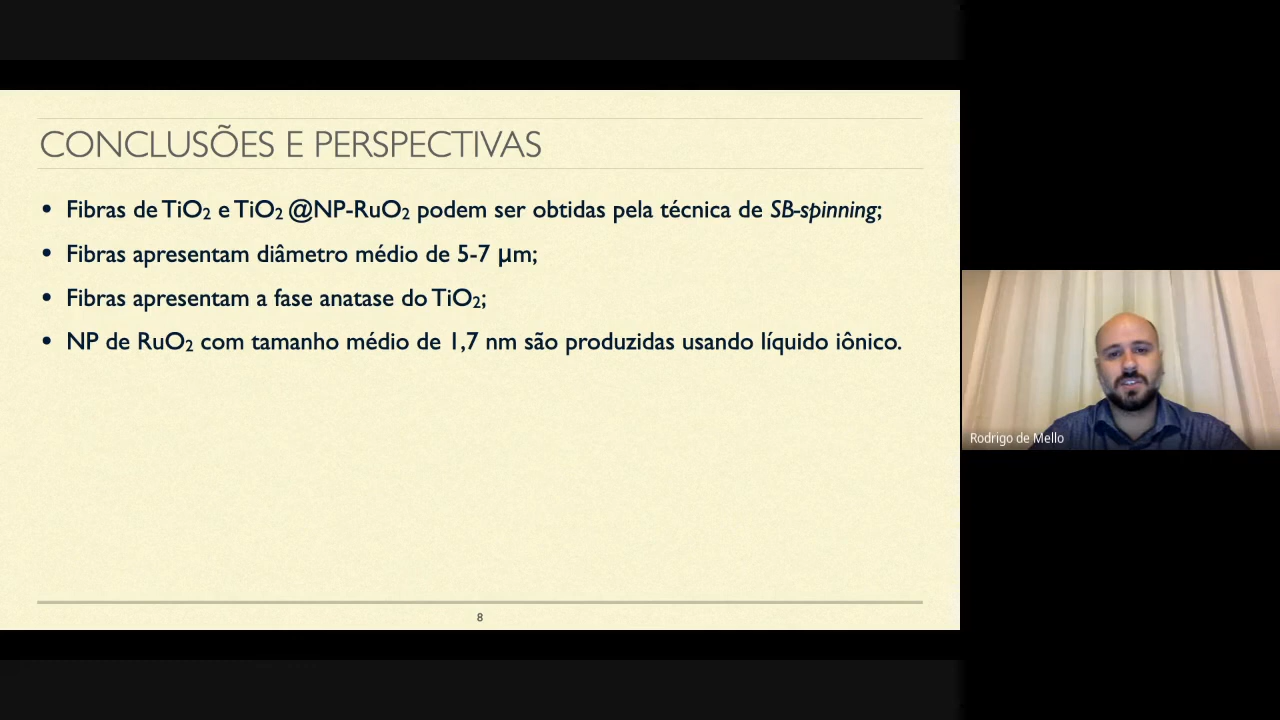 CONCLUSÕES E PERSPECTIVAS
• Fibras de TiO₂ e TiO₂ @NP-RuO₂ podem ser obtidas pela técnica de SB-spinning;
• Fibras apresentam diâmetro médio de 5-7 μm;
• Fibras apresentam a fase anatase do TiO₂;
• NP de RuO₂ com tamanho médio de 1,7 nm são produzidas usando líquido iônico.
Rodrigo de Mello
8